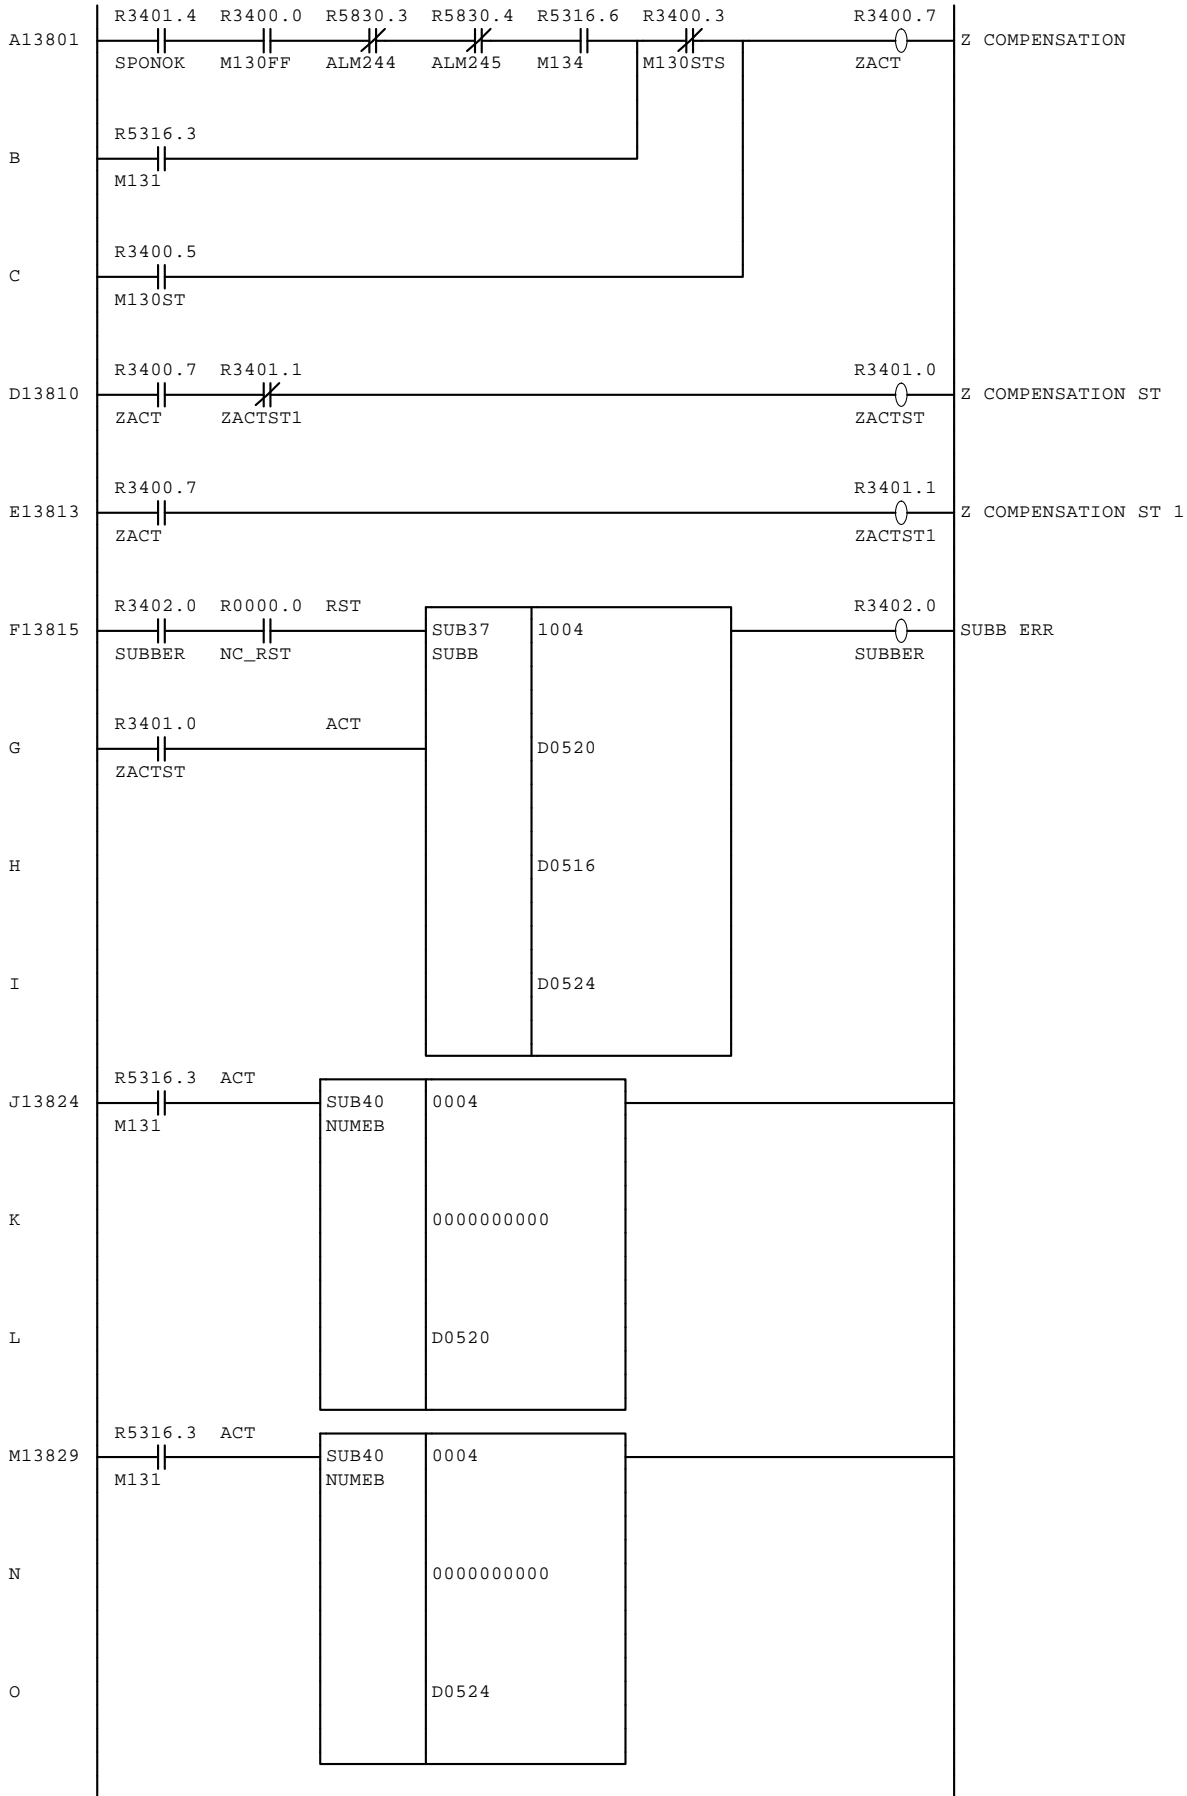 R3401.4 R3400.0 R5830.3 R5830.4 R5316.6 R3400.3 R3400.7
A13801 Z COMPENSATION
SPONOK M130FF ALM244 ALM245 M134 M130STS ZACT
R5316.3
B
M131
R3400.5
C
M130ST
R3400.7 R3401.1 R3401.0
D13810 Z COMPENSATION ST
ZACT ZACTST1 ZACTST
R3400.7 R3401.1
E13813 Z COMPENSATION ST 1
ZACT ZACTST1
R3402.0 R0000.0 RST R3402.0
F13815 SUB37 1004 SUBB ERR
SUBBER NC_RST SUBB SUBBER
R3401.0 ACT
G D0520
ZACTST
H D0516
I D0524
R5316.3 ACT
J13824 SUB40 0004
M131 NUMEB
K 0000000000
L D0520
R5316.3 ACT
M13829 SUB40 0004
M131 NUMEB
N 0000000000
O D0524